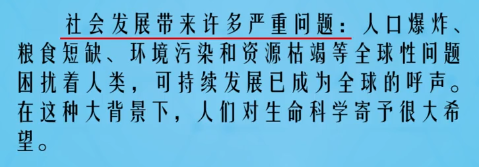 社会发展带来许多严重问题：人口爆炸、
粮食短缺、环境污染和资源枯竭等全球性问题
困扰着人类，可持续发展已成为全球的呼声。
在这种大背景下，人们对生命科学寄予很大希
望。